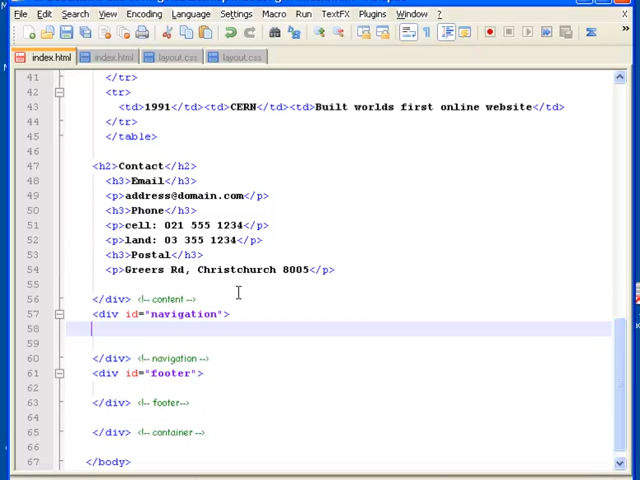 File Edit Search View Encoding Language Settings Macro Run TextFX Plugins Window ? X
index.html index.html layout.css layout.css
41 </tr>
42 <tr>
43 <td>1991</td><td>CERN</td><td>Built worlds first online website</td>
44 </tr>
45 </table>
46
47 <h2>Contact</h2>
48 <h3>Email</h3>
49 <p>address@domain.com</p>
50 <h3>Phone</h3>
51 <p>cell: 021 555 1234</p>
52 <p>land: 03 355 1234</p>
53 <h3>Postal</h3>
54 <p>Greers Rd, Christchurch 8005</p>
55
56 </div> <!-- content -->
57 <div id="navigation">
58
59
60 </div> <!-- navigation -->
61 <div id="footer">
62
63 </div> <!-- footer-->
64
65 </div> <!-- container -->
66
67 </body>